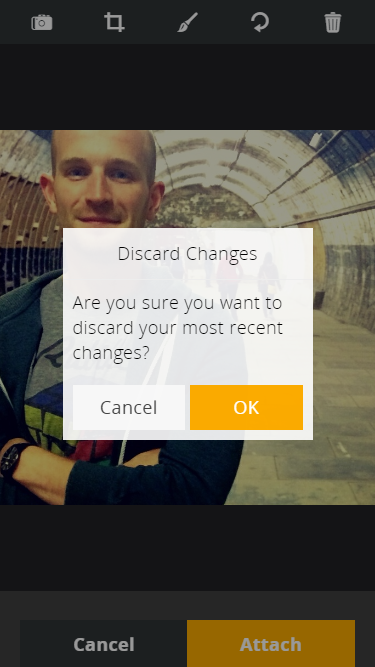 Discard Changes
Are you sure you want to
discard your most recent
changes?
Cancel
OK
Cancel
Attach